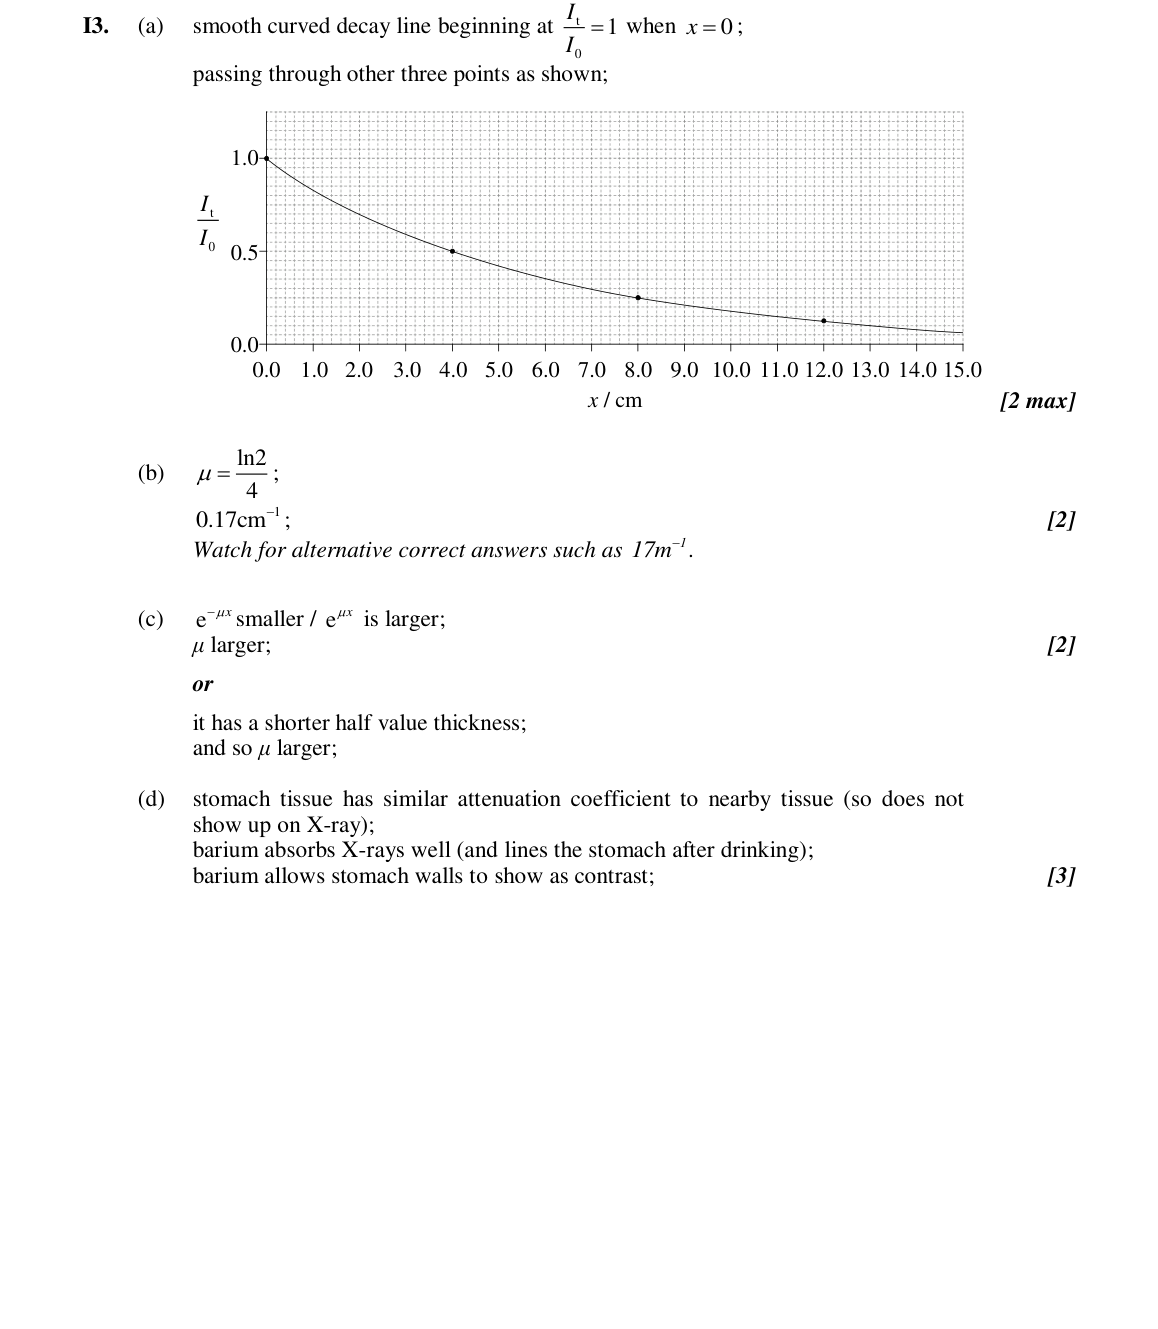 I3. (a) smooth curved decay line beginning at I_t/I_0 = 1 when x = 0 ;
passing through other three points as shown;
1.0
I_t/I_0
0.5
0.0
0.0 1.0 2.0 3.0 4.0 5.0 6.0 7.0 8.0 9.0 10.0 11.0 12.0 13.0 14.0 15.0
x / cm
[2 max]
(b) μ = ln2/4 ;
0.17cm⁻¹ ; [2]
Watch for alternative correct answers such as 17m⁻¹.
(c) e^(−μx) smaller / e^(μx) is larger;
μ larger; [2]
or
it has a shorter half value thickness;
and so μ larger;
(d) stomach tissue has similar attenuation coefficient to nearby tissue (so does not
show up on X-ray);
barium absorbs X-rays well (and lines the stomach after drinking);
barium allows stomach walls to show as contrast; [3]